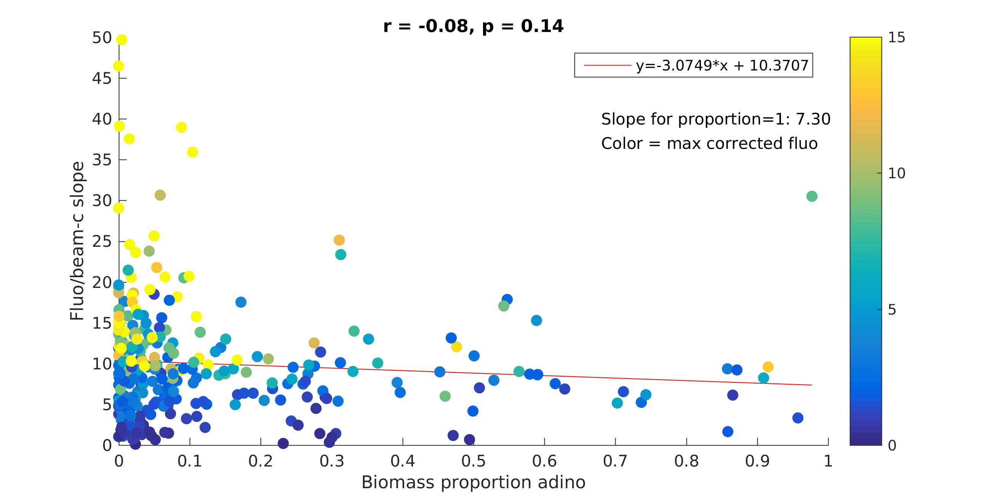 r = -0.08, p = 0.14
y=-3.0749*x + 10.3707
Slope for proportion=1: 7.30
Color = max corrected fluo
Fluo/beam-c slope
50
45
40
35
30
25
20
15
10
5
0
0 0.1 0.2 0.3 0.4 0.5 0.6 0.7 0.8 0.9 1
Biomass proportion adino
15
10
5
0